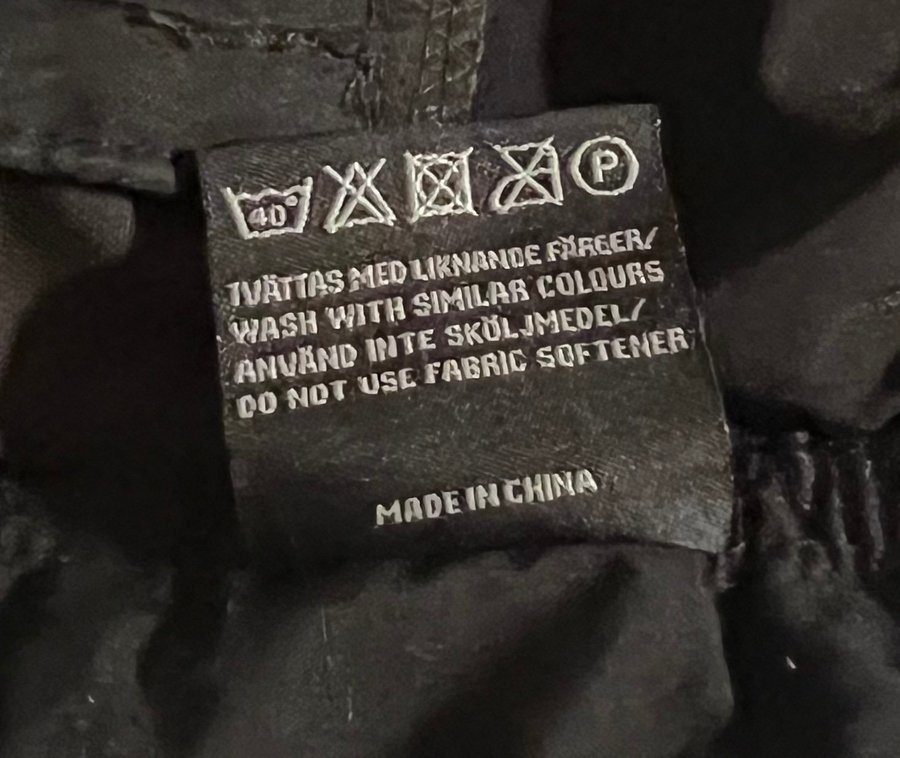 40°
P
TVÄTTAS MED LIKNANDE FÄRGER/
WASH WITH SIMILAR COLOURS
ANVÄND INTE SKÖLJMEDEL/
DO NOT USE FABRIC SOFTENER
MADE IN CHINA